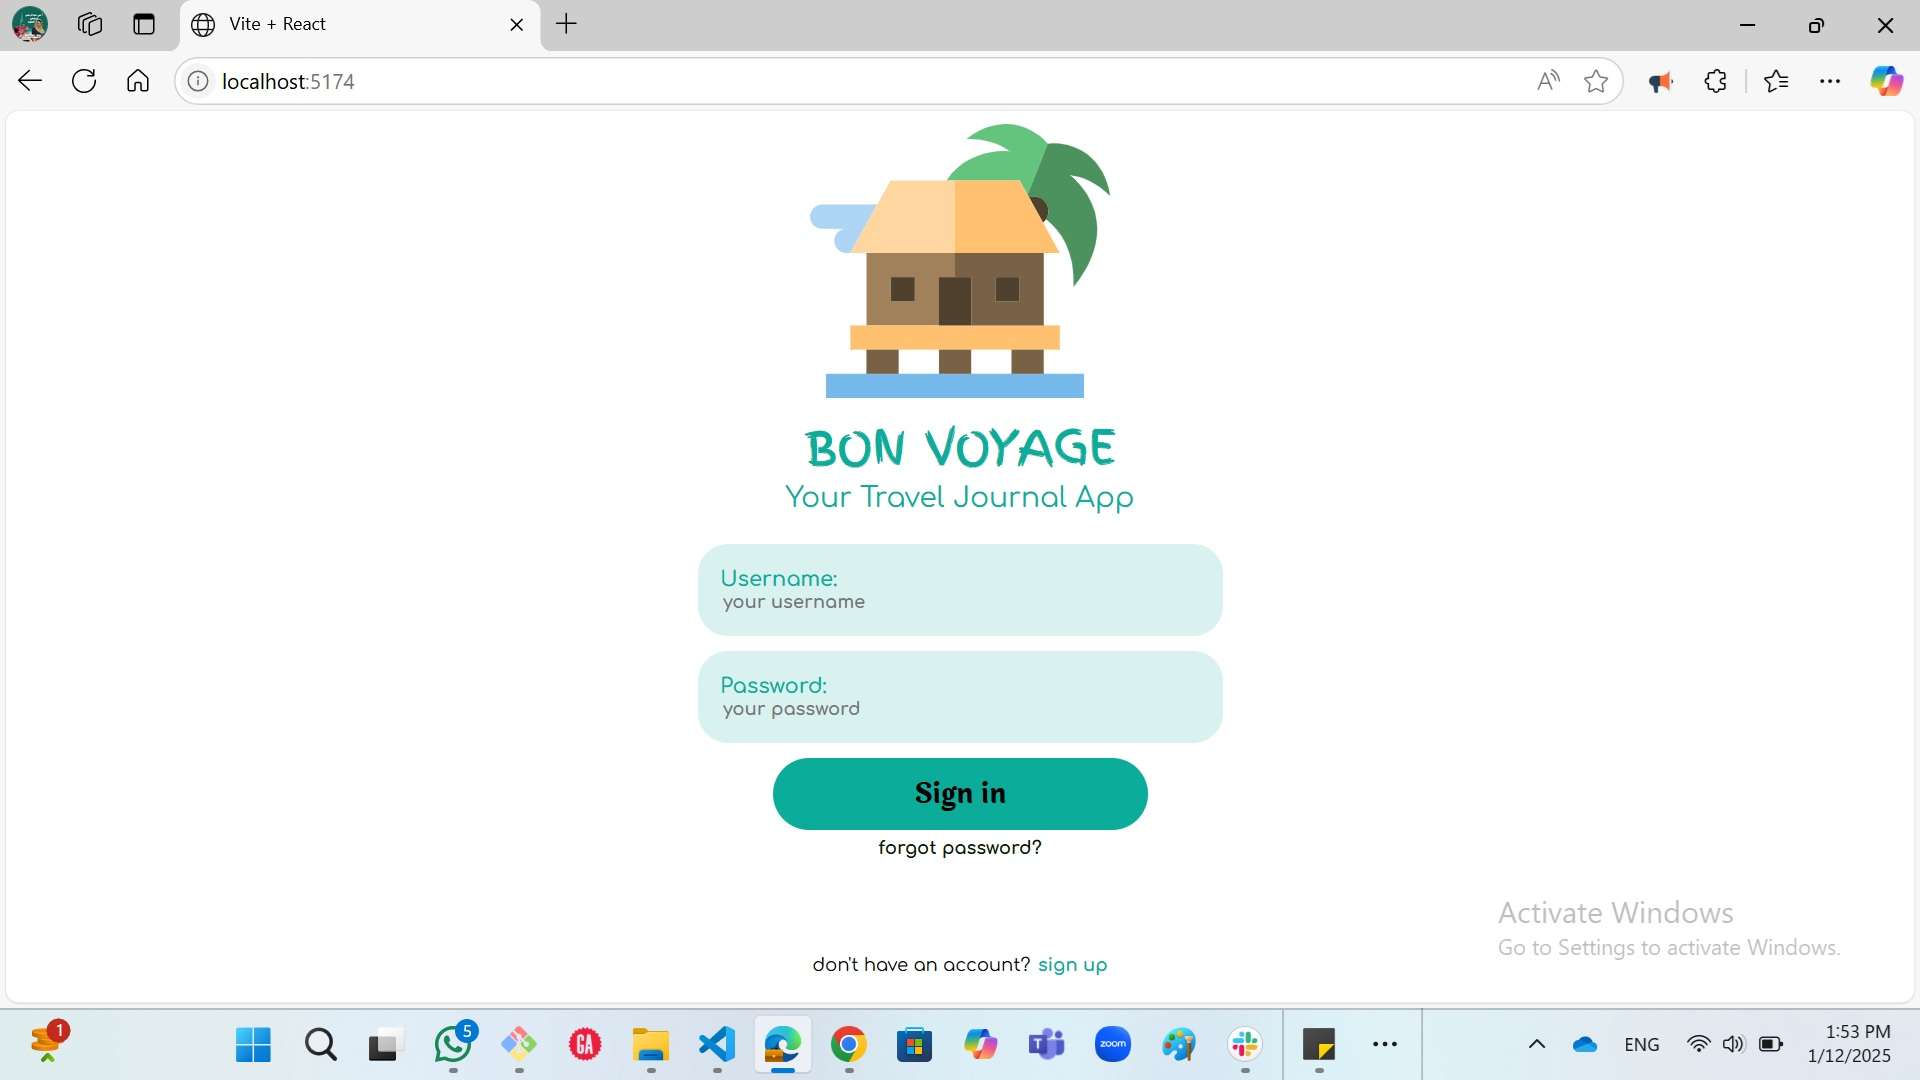 Vite + React
localhost:5174
BON VOYAGE
Your Travel Journal App
Username:
your username
Password:
your password
Sign in
forgot password?
Activate Windows
Go to Settings to activate Windows.
don't have an account? sign up
1
5
GA
T
zoom
ENG
1:53 PM
1/12/2025